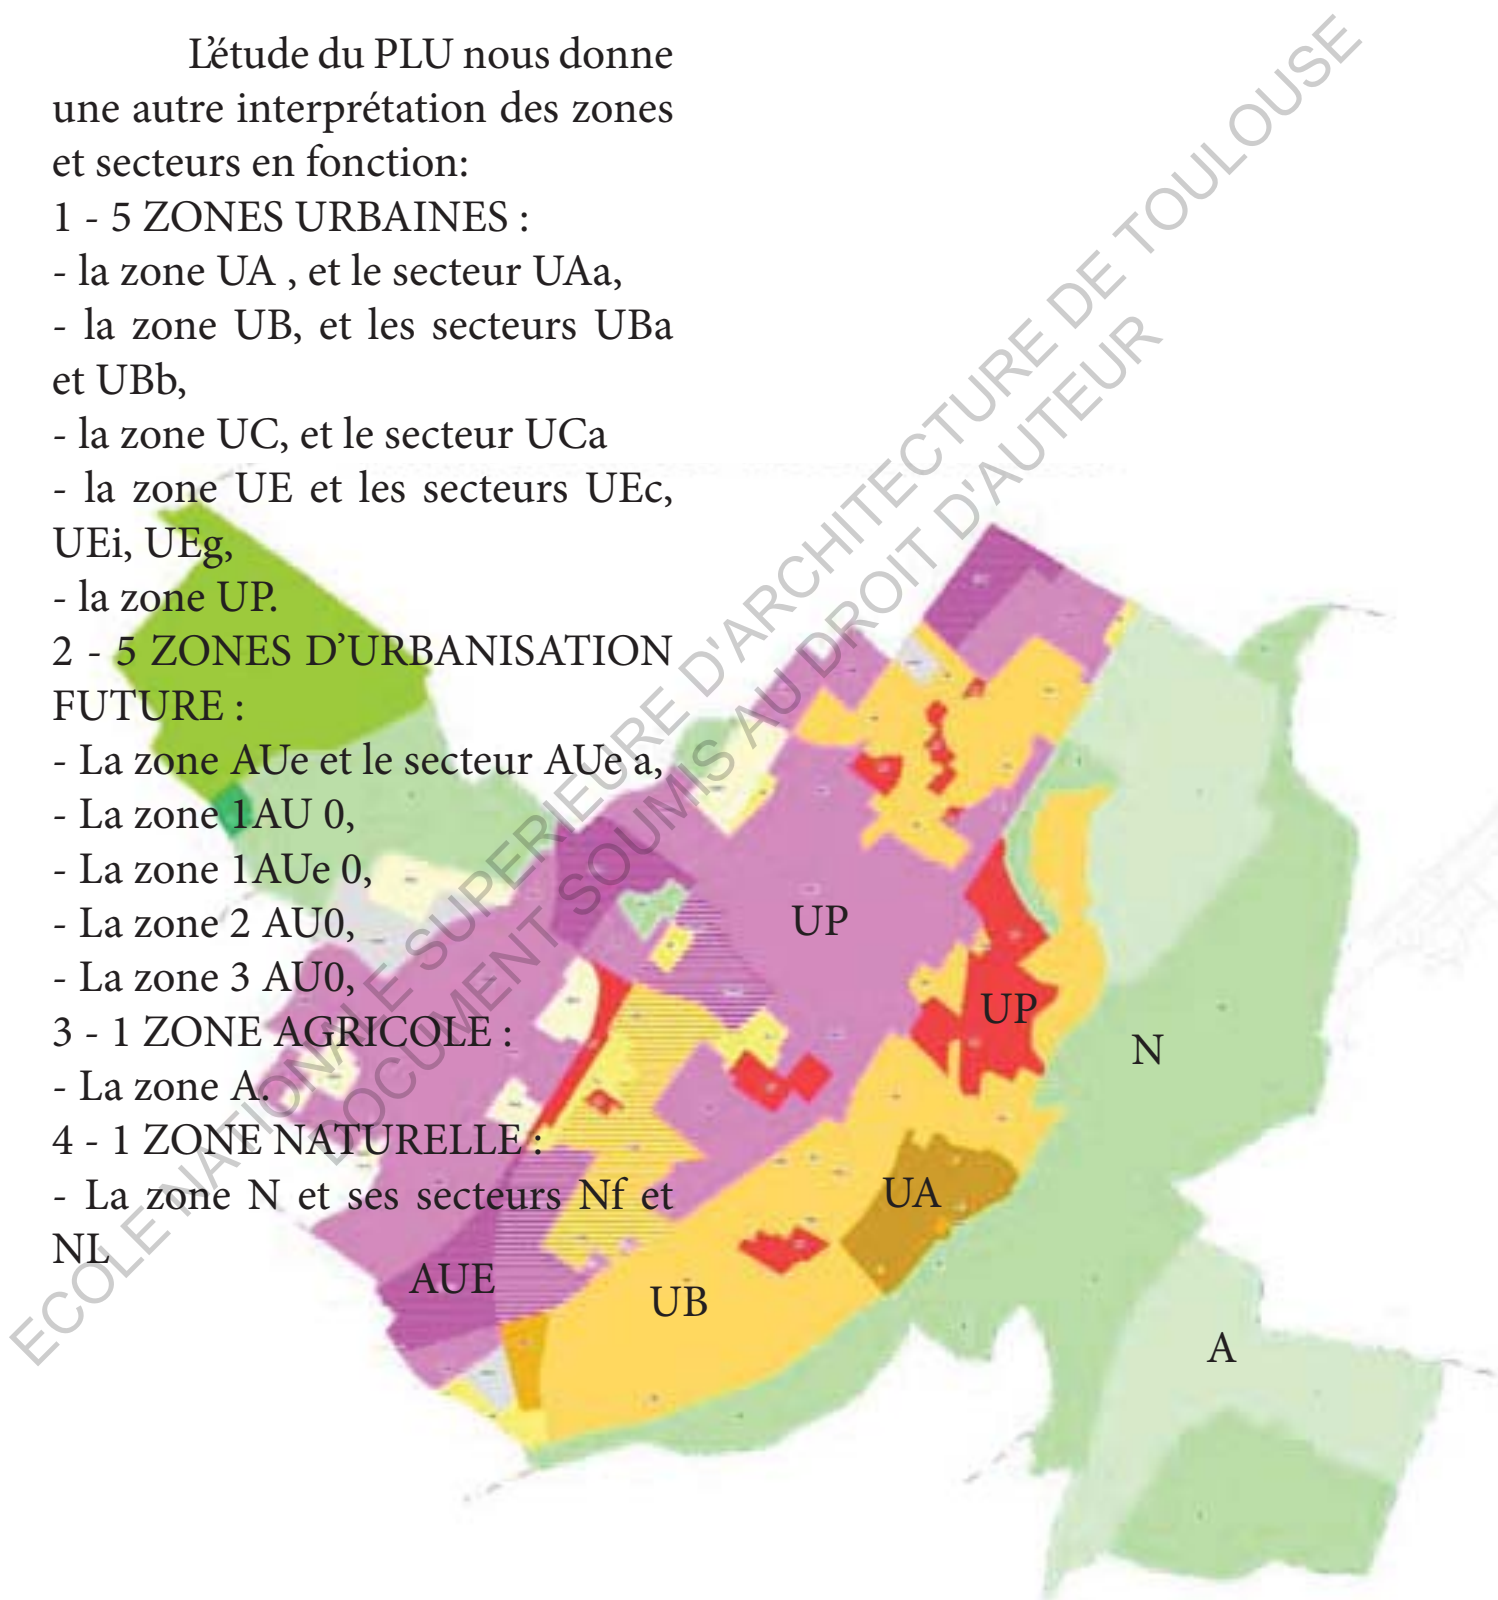 L'étude du PLU nous donne
une autre interprétation des zones
et secteurs en fonction:
1 - 5 ZONES URBAINES :
- la zone UA , et le secteur UAa,
- la zone UB, et les secteurs UBa
et UBb,
- la zone UC, et le secteur UCa
- la zone UE et les secteurs UEc,
UEi, UEg,
- la zone UP.
2 - 5 ZONES D'URBANISATION
FUTURE :
- La zone AUe et le secteur AUe a,
- La zone 1AU 0,
- La zone 1AUe 0,
- La zone 2 AU0,
- La zone 3 AU0,
3 - 1 ZONE AGRICOLE :
- La zone A.
4 - 1 ZONE NATURELLE :
- La zone N et ses secteurs Nf et
NL
UP
UP
N
UA
AUE
UB
A
ECOLE NATIONALE SUPERIEURE D'ARCHITECTURE DE TOULOUSE
DOCUMENT SOUMIS AU DROIT D'AUTEUR